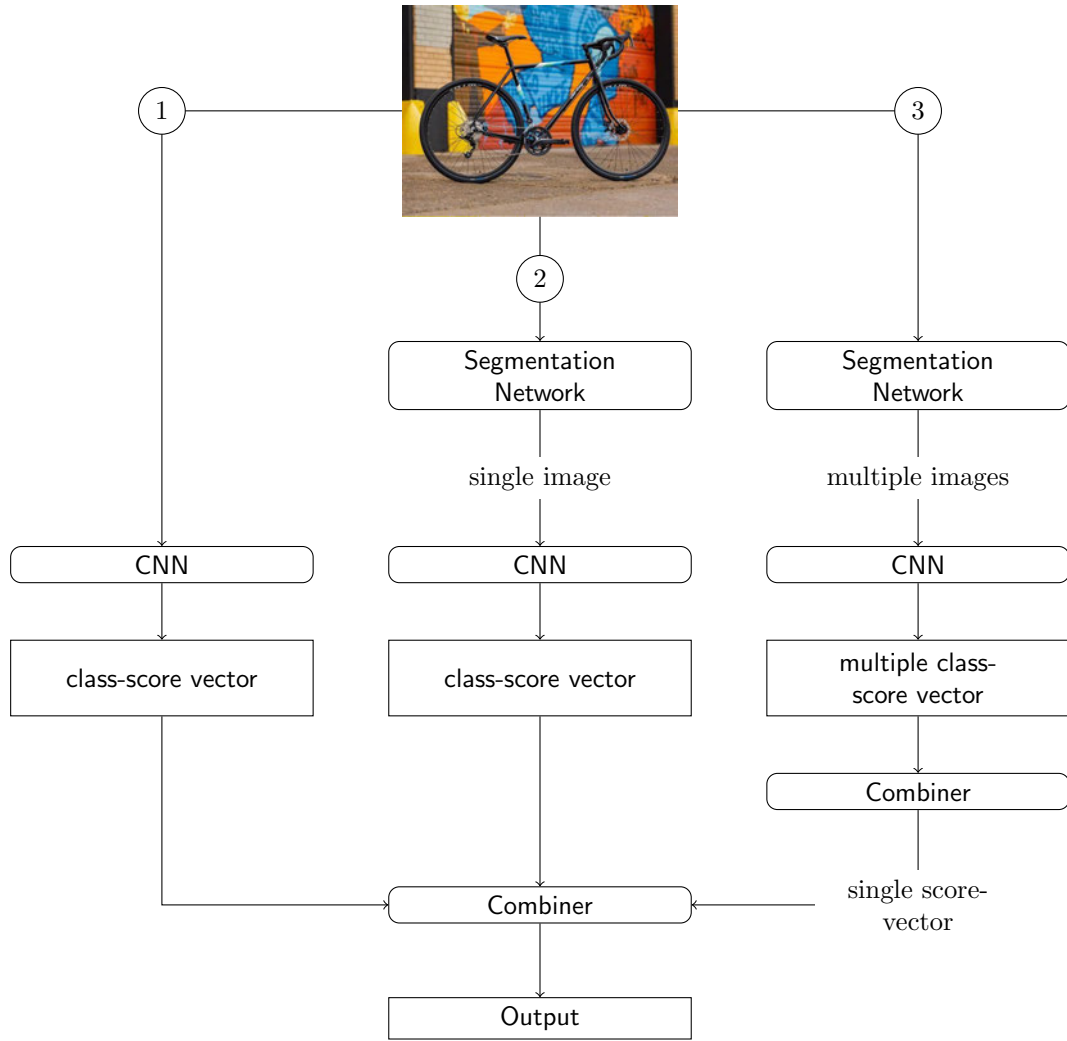 1
3
2
Segmentation
Network
Segmentation
Network
single image
multiple images
CNN
CNN
CNN
class-score vector
class-score vector
multiple class-
score vector
Combiner
Combiner
single score-
vector
Output